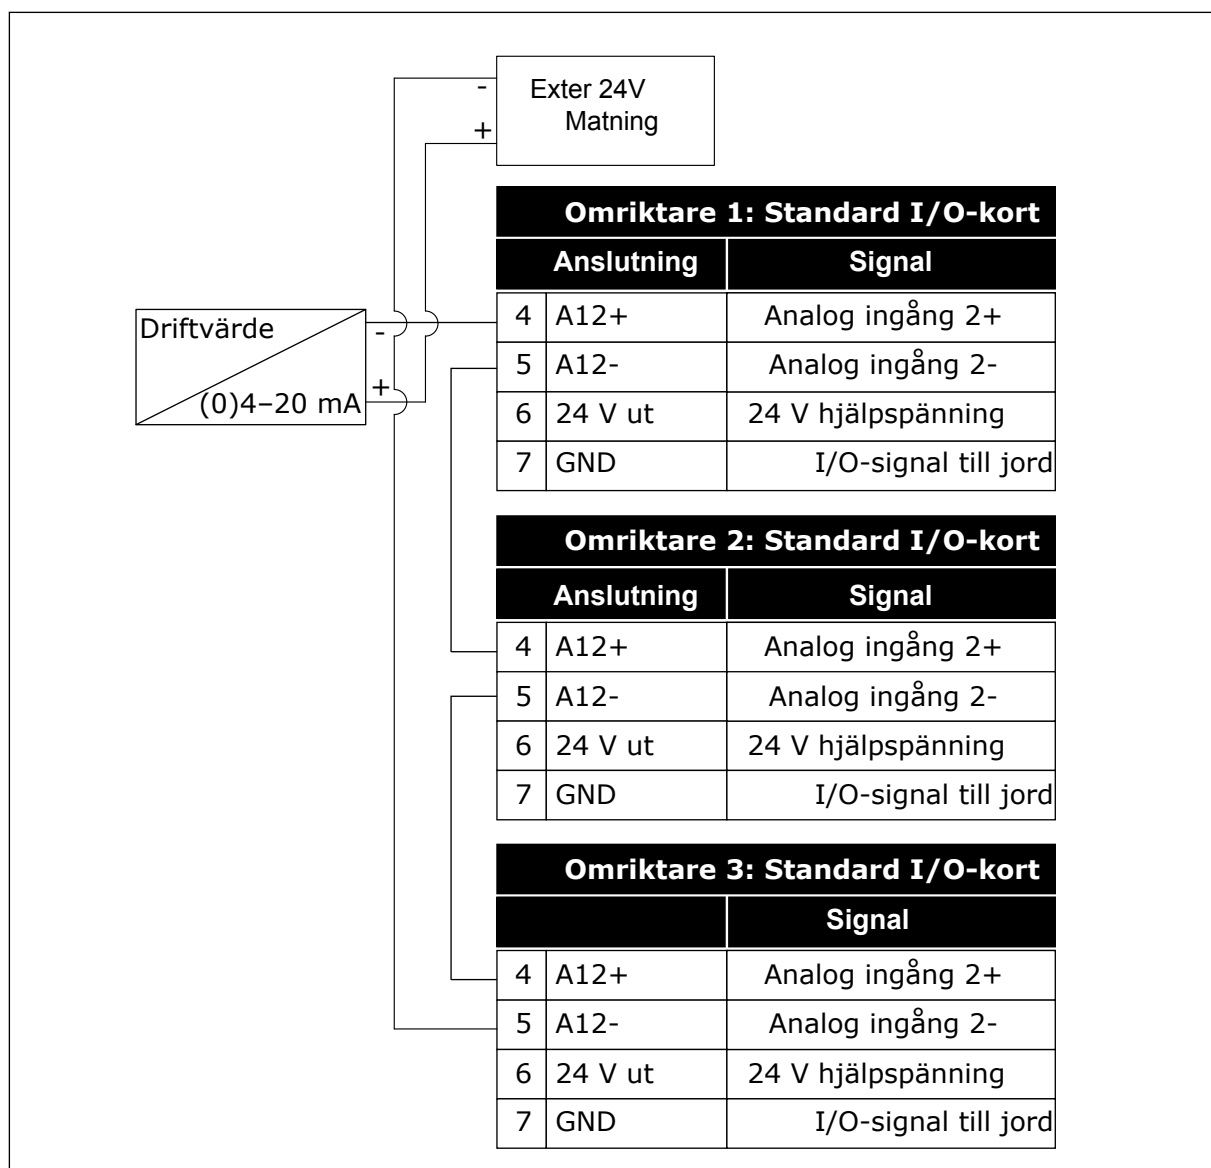 -
Exter 24V
Matning
+
Omriktare 1: Standard I/O-kort
Anslutning Signal
Driftvärde
-
+
(0)4–20 mA
4 A12+ Analog ingång 2+
5 A12- Analog ingång 2-
6 24 V ut 24 V hjälpspänning
7 GND I/O-signal till jord
Omriktare 2: Standard I/O-kort
Anslutning Signal
4 A12+ Analog ingång 2+
5 A12- Analog ingång 2-
6 24 V ut 24 V hjälpspänning
7 GND I/O-signal till jord
Omriktare 3: Standard I/O-kort
Signal
4 A12+ Analog ingång 2+
5 A12- Analog ingång 2-
6 24 V ut 24 V hjälpspänning
7 GND I/O-signal till jord